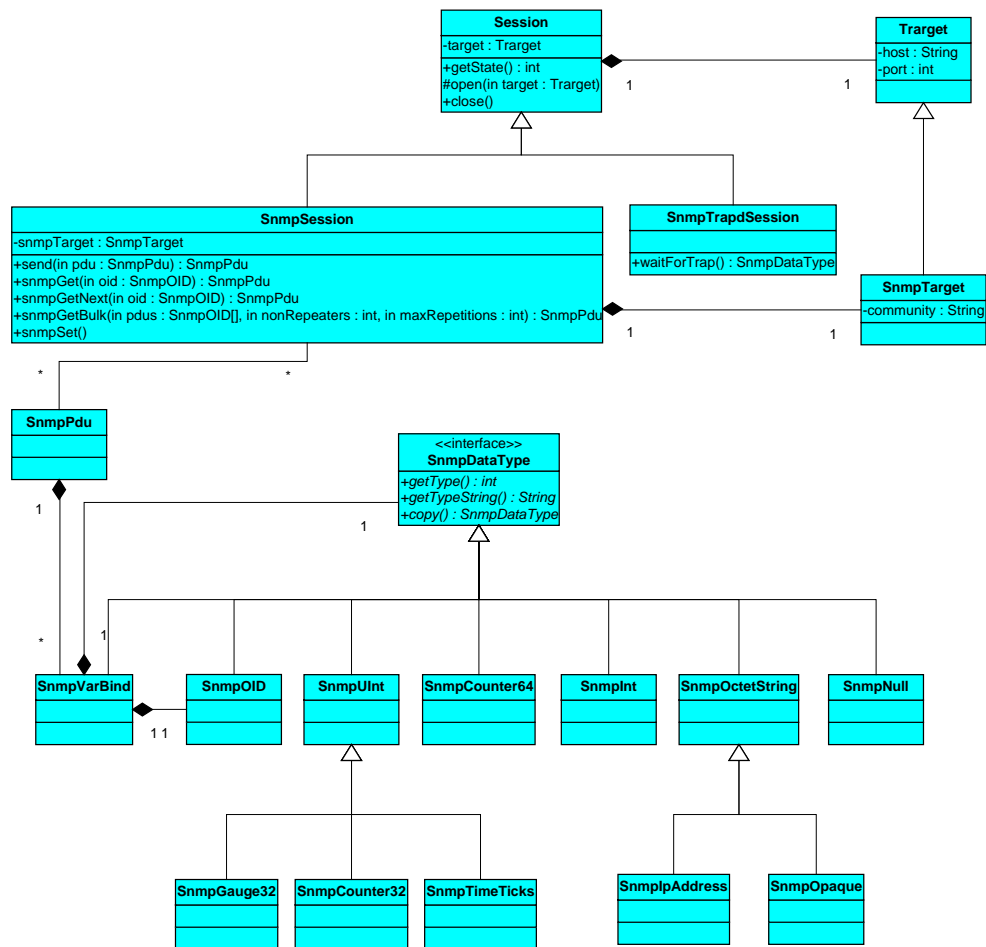 Session
-target : Trarget
+getState() : int
#open(in target : Trarget)
+close()
Trarget
-host : String
-port : int
1
1
SnmpSession
-snmpTarget : SnmpTarget
+send(in pdu : SnmpPdu) : SnmpPdu
+snmpGet(in oid : SnmpOID) : SnmpPdu
+snmpGetNext(in oid : SnmpOID) : SnmpPdu
+snmpGetBulk(in pdus : SnmpOID[], in nonRepeaters : int, in maxRepetitions : int) : SnmpPdu
+snmpSet()
SnmpTrapdSession
+waitForTrap() : SnmpDataType
SnmpTarget
-community : String
1
1
*
*
SnmpPdu
<<interface>>
SnmpDataType
+getType() : int
+getTypeString() : String
+copy() : SnmpDataType
1
1
*
1
SnmpVarBind
SnmpOID
SnmpUInt
SnmpCounter64
SnmpInt
SnmpOctetString
SnmpNull
1 1
SnmpGauge32
SnmpCounter32
SnmpTimeTicks
SnmpIpAddress
SnmpOpaque